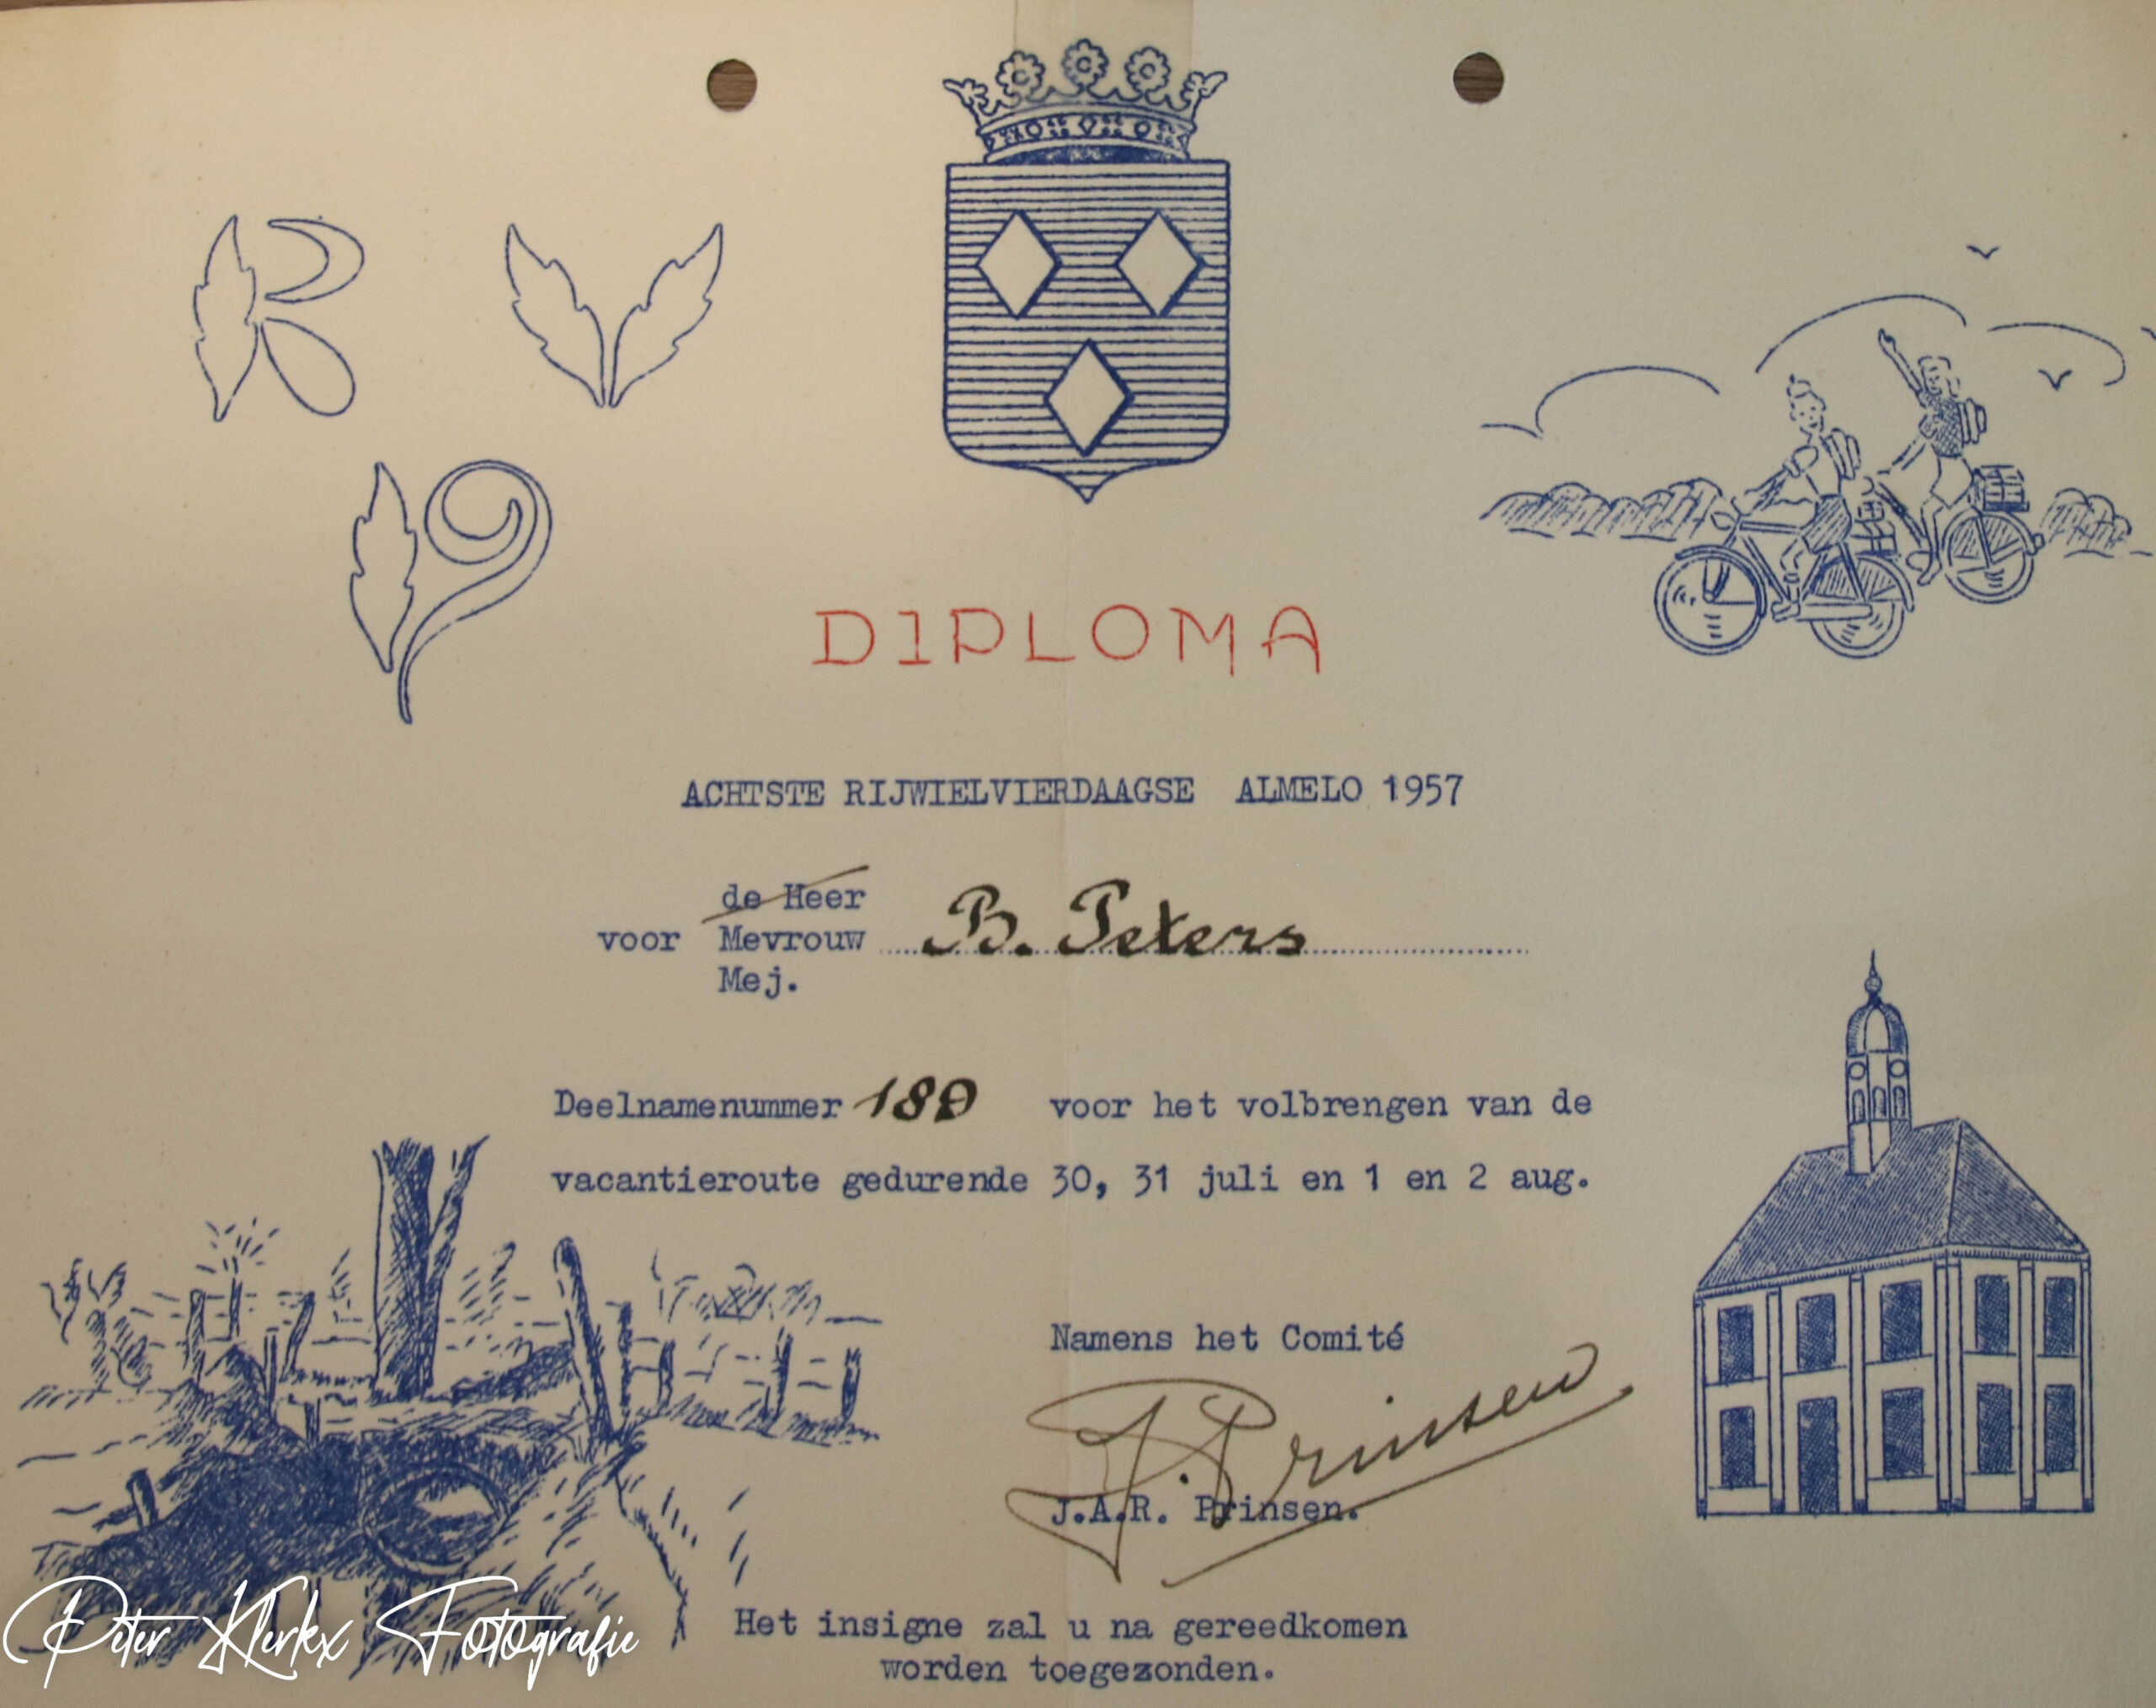 R V
P
DIPLOMA
ACHTSTE RIJWIELVIERDAAGSE ALMELO 1957
de Heer
voor Mevrouw B. Peters
Mej.
Deelnamenummer 189 voor het volbrengen van de
vacantieroute gedurende 30, 31 juli en 1 en 2 aug.
Namens het Comité
J. Prinsen
J.A.R. Prinsen.
Het insigne zal u na gereedkomen
worden toegezonden.
Peter Klerkx Fotografie